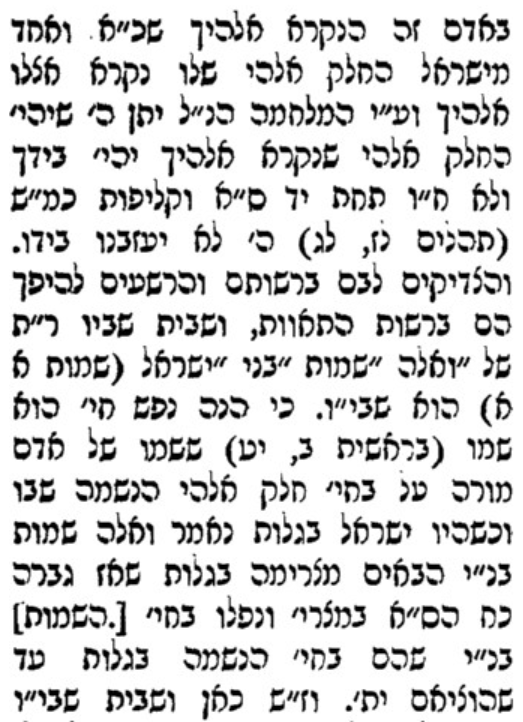 באדם זה הנקרא אלהיך שכ״א ואחד
מישראל החלק אלהי שלו נקרא אצלו
אלהיך וע״י המלחמה הנ״ל יתן ה׳ שיהי׳
החלק אלהי שנקרא אלהיך יהי׳ בידך
ולא ח״ו תחת יד ס״א וקליפות כמ״ש
(תהלים לז, לג) ה׳ לא יעזבנו בידו.
והצדיקים לבם ברשותם והרשעים להיפך
הם ברשות התאוות, ושבית שביו ר״ת
של ״ואלה ״שמות ״בני ״ישראל (שמות א
א) הוא שבי״ו. כי הנה נפש חי׳ הוא
שמו (בראשית ב, יט) ששמו של אדם
מורה על בחי׳ חלק אלהי הנשמה שבו
וכשהיו ישראל בגלות נאמר ואלה שמות
בנ״י הבאים מצרימה בגלות שאז גברה
כח הס״א במצרי׳ ונפלו בחי׳ [.השמות]
בנ״י שהם בחי׳ הנשמה בגלות עד
שהוציאם ית׳. וז״ש כאן ושבית שבי״ו